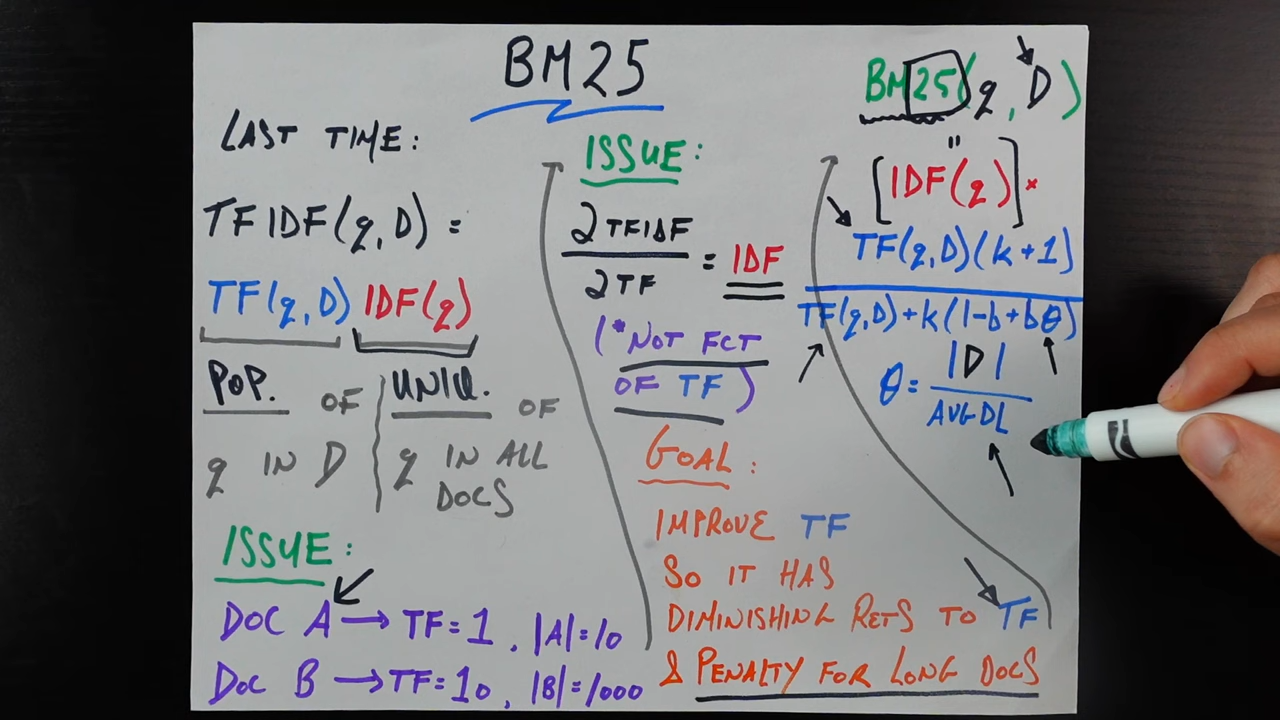 BM25
LAST TIME:
TFIDF(q, D) =
TF(q, D) IDF(q)
POP. OF
q IN D
UNIQ. OF
q IN ALL
DOCS
ISSUE:
DOC A → TF=1, |A|=10
DOC B → TF=10, |B|=1000
ISSUE:
∂TFIDF
∂TF
= IDF
(*NOT FCT
OF TF)
GOAL:
IMPROVE TF
SO IT HAS
DIMINISHING RETS TO TF
& PENALTY FOR LONG DOCS
BM25(q, D)
"
[IDF(q)] ×
TF(q,D)(k+1)
TF(q,D)+k(1-b+bθ)
θ = |D|
AVGDL